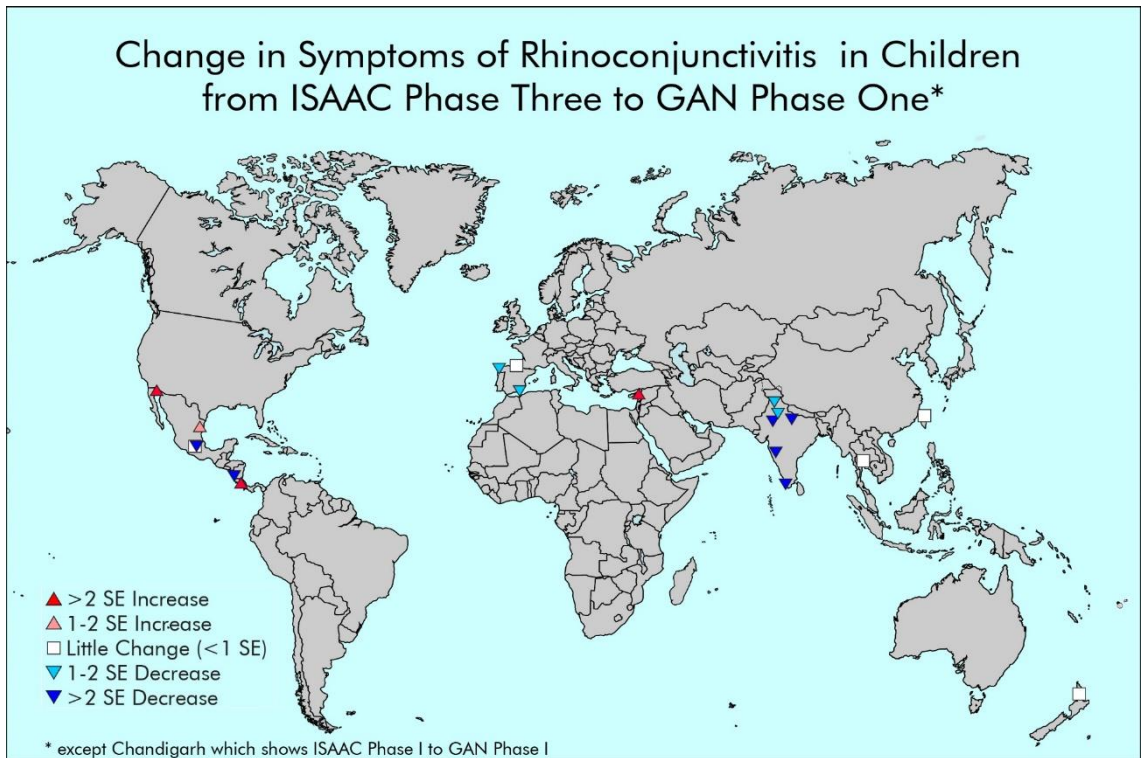 Change in Symptoms of Rhinoconjunctivitis in Children
from ISAAC Phase Three to GAN Phase One*
>2 SE Increase
1-2 SE Increase
Little Change (<1 SE)
1-2 SE Decrease
>2 SE Decrease
* except Chandigarh which shows ISAAC Phase I to GAN Phase I